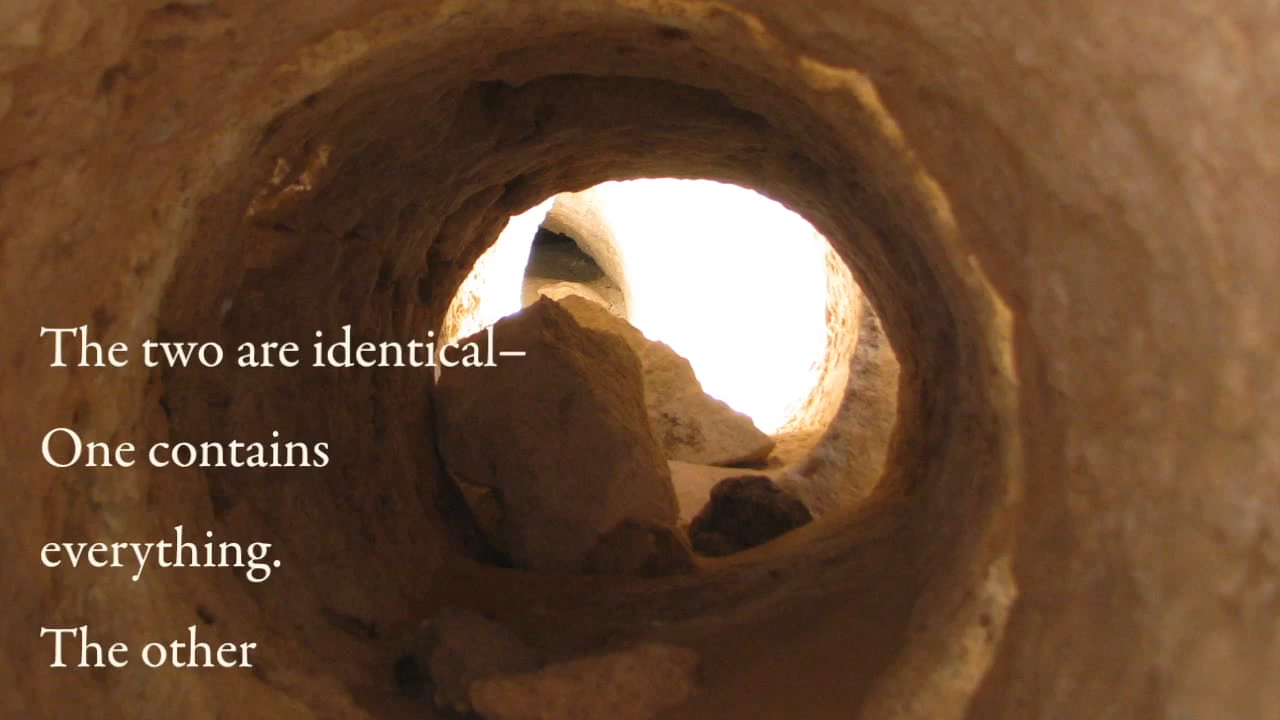 The two are identical–
One contains
everything.
The other